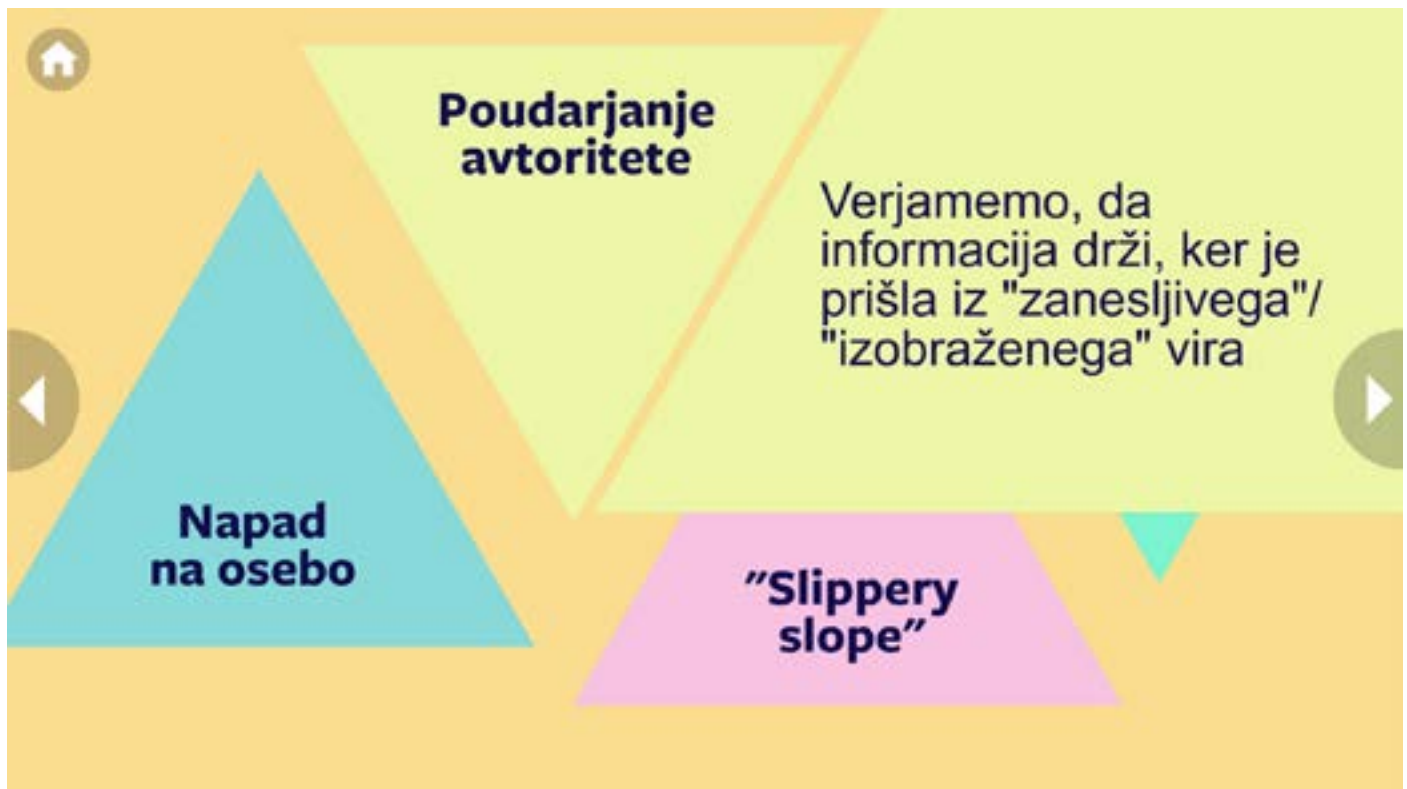 Poudarjanje
avtoritete
Verjamemo, da
informacija drži, ker je
prišla iz "zanesljivega"/
"izobraženega" vira
Napad
na osebo
"Slippery
slope"